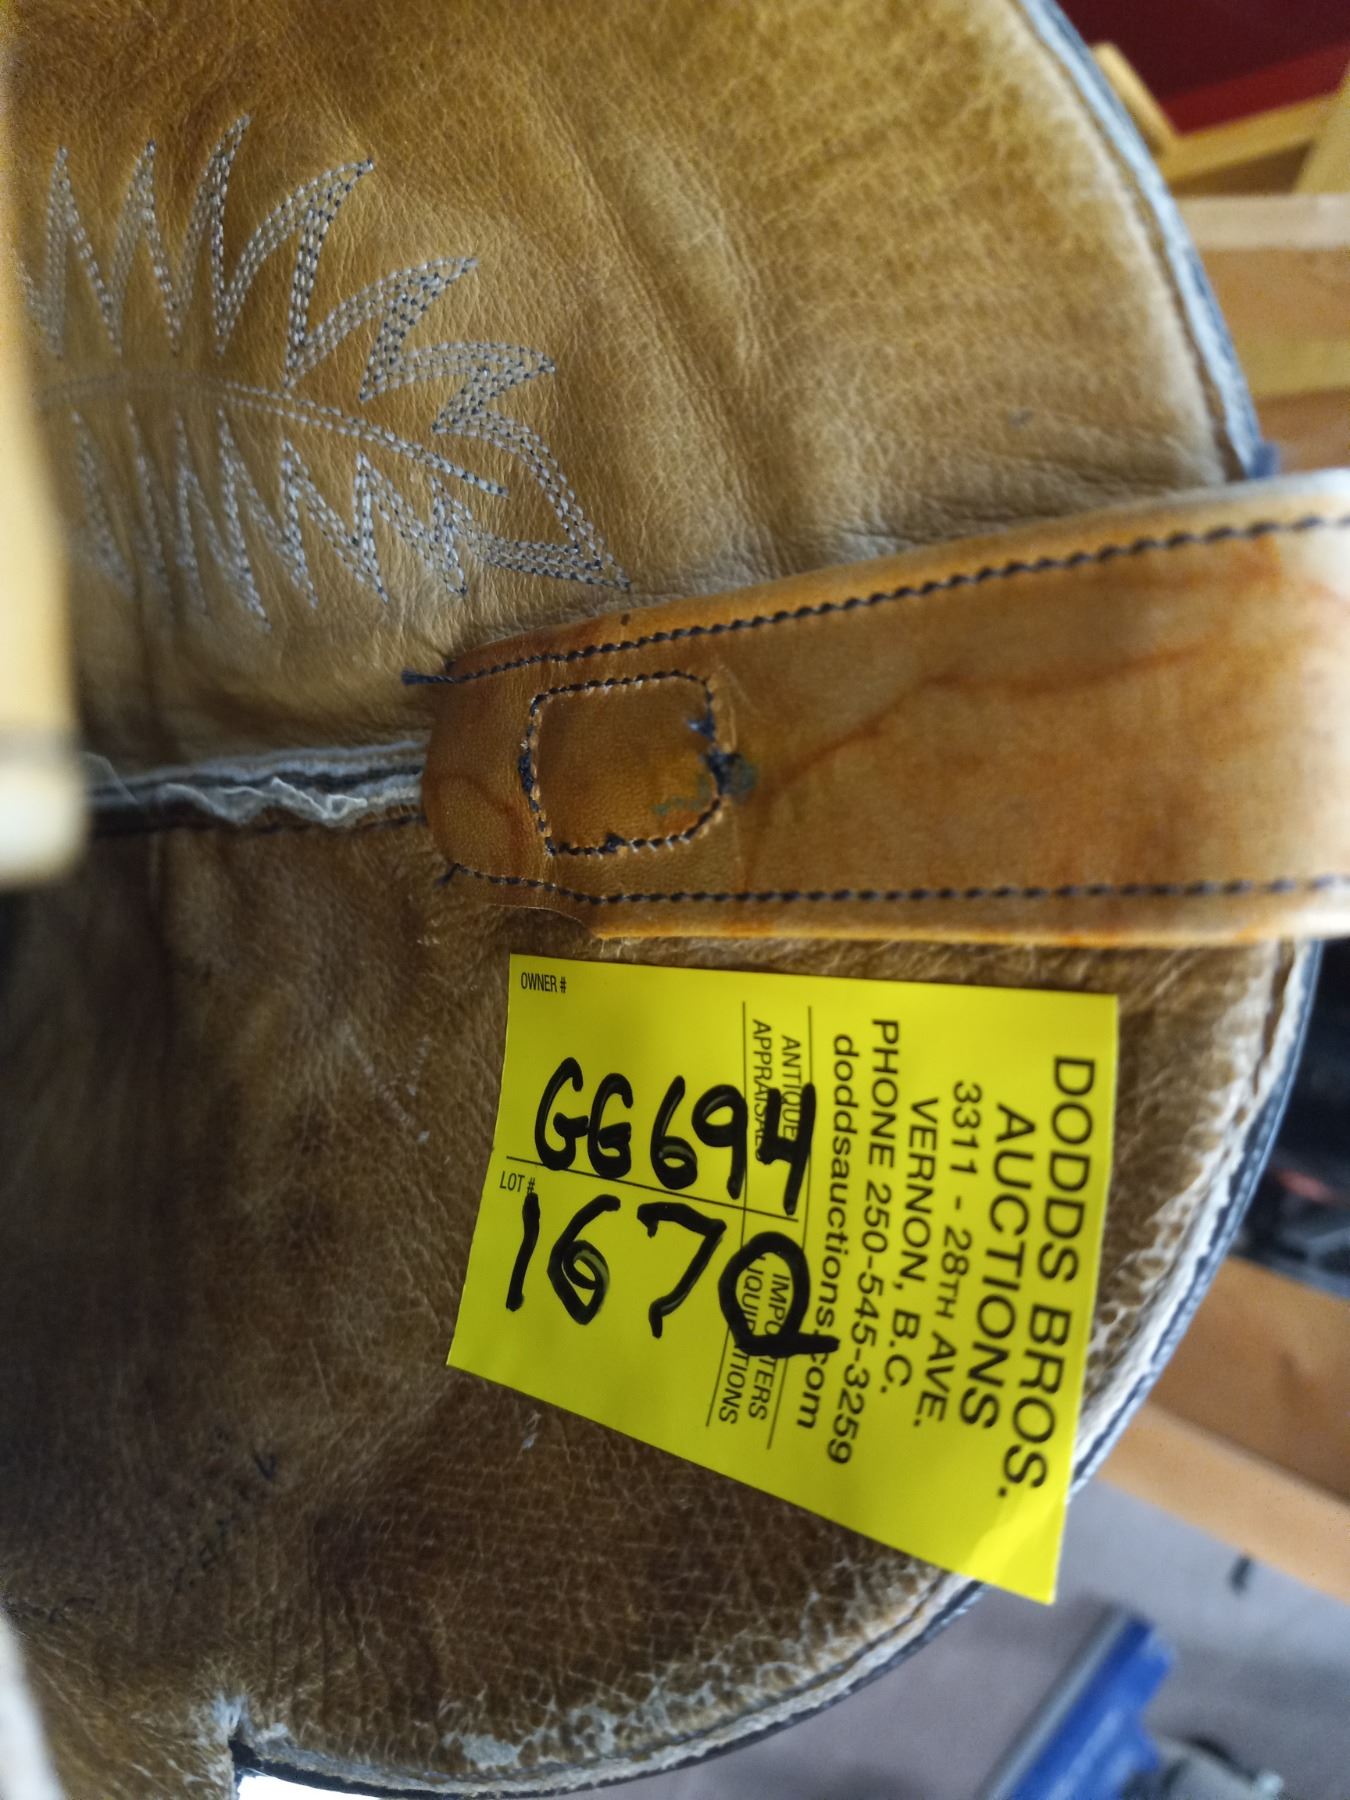 DODDS BROS.
AUCTIONS
3311 - 28TH AVE.
VERNON, B.C.
PHONE 250-545-3259
doddsauctions.com
ANTIQUE
APPRAISAL
IMPORTERS
LIQUIDATIONS
OWNER #
GG694
LOT #
1670